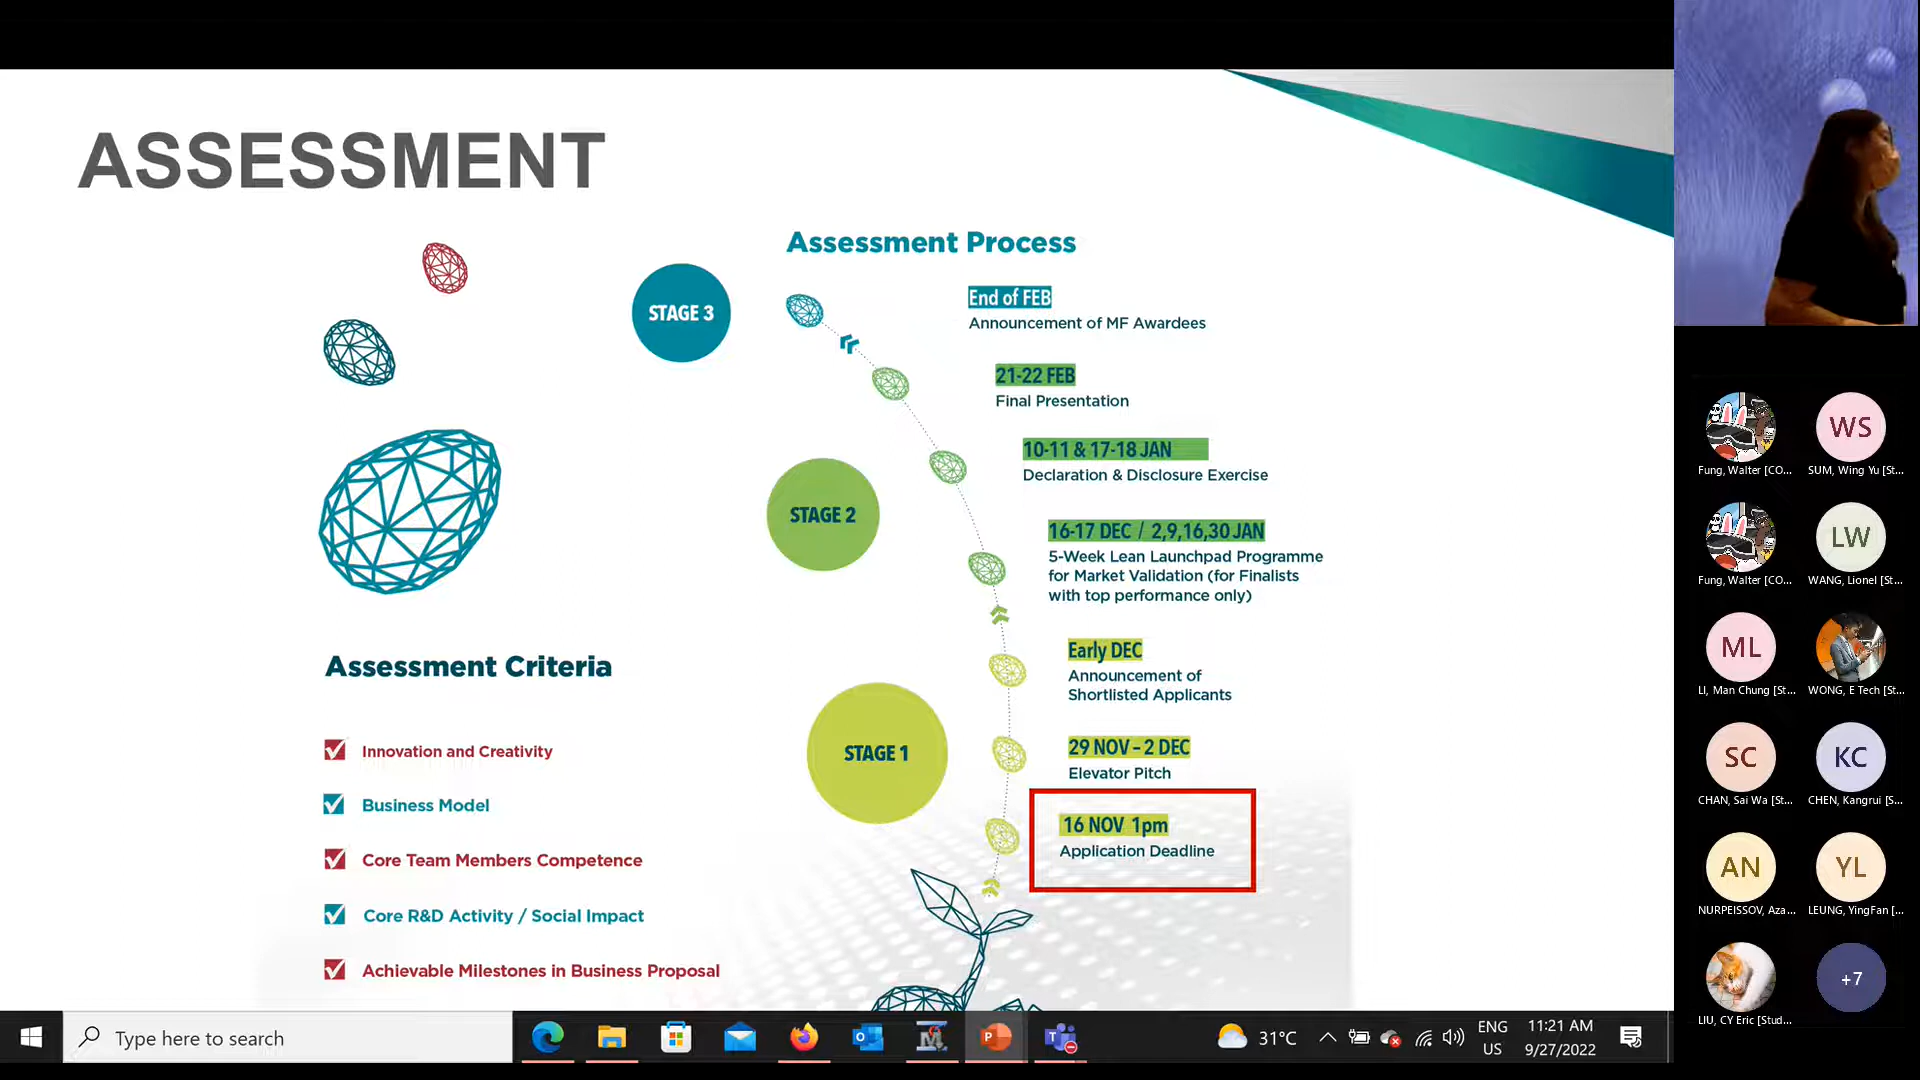 ASSESSMENT
Assessment Process
STAGE 3
End of FEB
Announcement of MF Awardees
21-22 FEB
Final Presentation
10-11 & 17-18 JAN
Declaration & Disclosure Exercise
STAGE 2
16-17 DEC / 2,9,16,30 JAN
5-Week Lean Launchpad Programme
for Market Validation (for Finalists
with top performance only)
Early DEC
Announcement of
Shortlisted Applicants
STAGE 1
29 NOV – 2 DEC
Elevator Pitch
16 NOV 1pm
Application Deadline
Assessment Criteria
Innovation and Creativity
Business Model
Core Team Members Competence
Core R&D Activity / Social Impact
Achievable Milestones in Business Proposal
Fung, Walter [CO...
WS
SUM, Wing Yu [St...
Fung, Walter [CO...
LW
WANG, Lionel [St...
ML
LI, Man Chung [St...
WONG, E Tech [St...
SC
CHAN, Sai Wa [St...
KC
CHEN, Kangrui [S...
AN
NURPEISSOV, Aza...
YL
LEUNG, YingFan [...
LIU, CY Eric [Stud...
+7
Type here to search
31°C
ENG
US
11:21 AM
9/27/2022